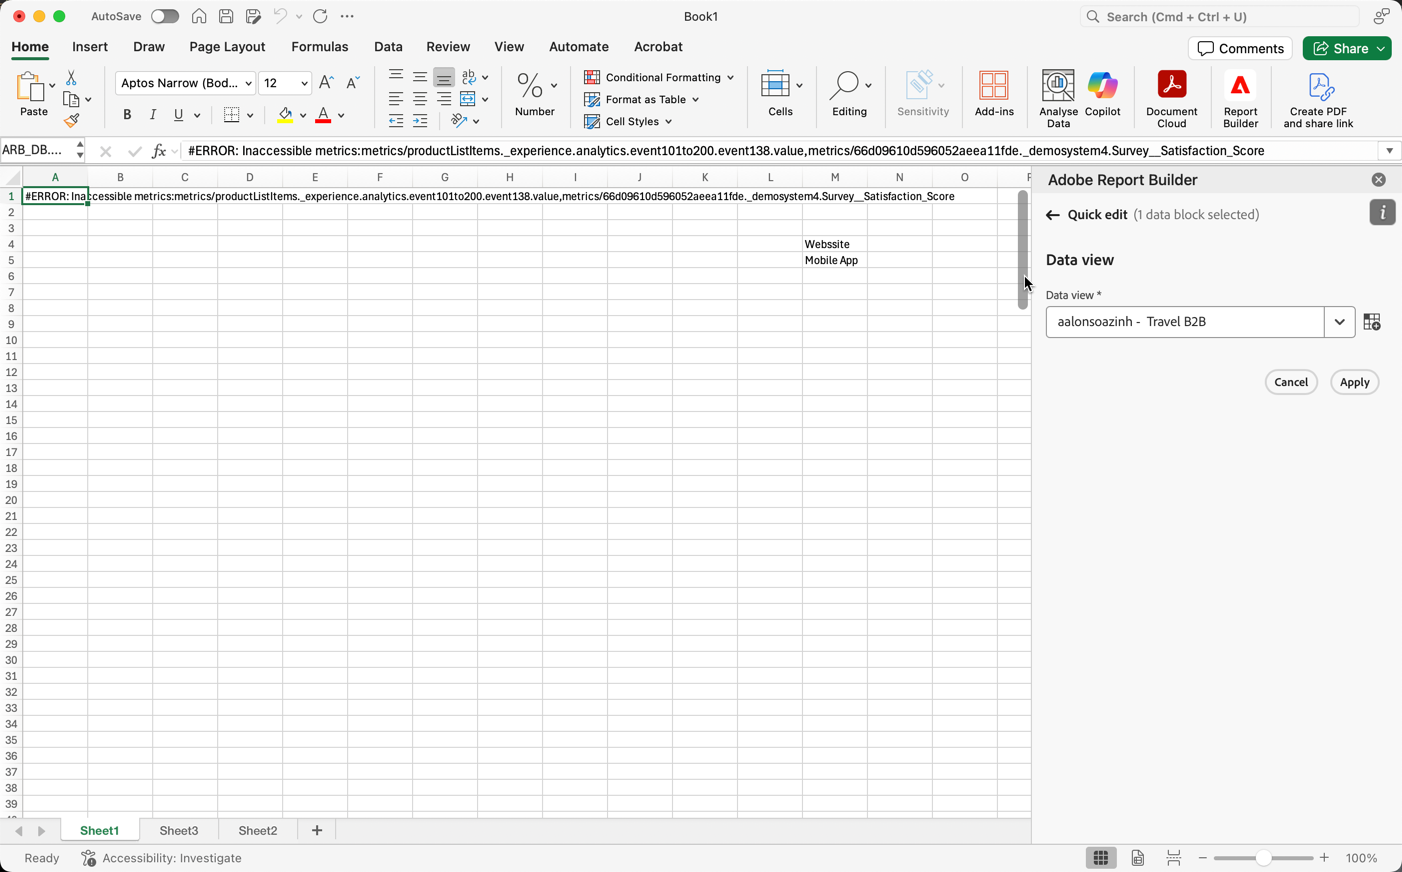 AutoSave
Book1
Search (Cmd + Ctrl + U)
Home Insert Draw Page Layout Formulas Data Review View Automate Acrobat Comments Share
Paste
Aptos Narrow (Bod... 12
B I U A
ab
Number
Conditional Formatting
Format as Table
Cell Styles
Cells
Editing
Sensitivity
Add-ins
Analyse Data
Copilot
Document Cloud
Report Builder
Create PDF and share link
ARB_DB.... fx #ERROR: Inaccessible metrics:metrics/productListItems._experience.analytics.event101to200.event138.value,metrics/66d09610d596052aeea11fde._demosystem4.Survey__Satisfaction_Score
A B C D E F G H I J K L M N O
1 #ERROR: Inaccessible metrics:metrics/productListItems._experience.analytics.event101to200.event138.value,metrics/66d09610d596052aeea11fde._demosystem4.Survey__Satisfaction_Score
2
3
4 Webssite
5 Mobile App
6
7
8
9
10
11
12
13
14
15
16
17
18
19
20
21
22
23
24
25
26
27
28
29
30
31
32
33
34
35
36
37
38
39
Adobe Report Builder
Quick edit (1 data block selected)
i
Data view
Data view *
aalonsoazinh - Travel B2B
Cancel Apply
Sheet1 Sheet3 Sheet2 +
Ready Accessibility: Investigate 100%